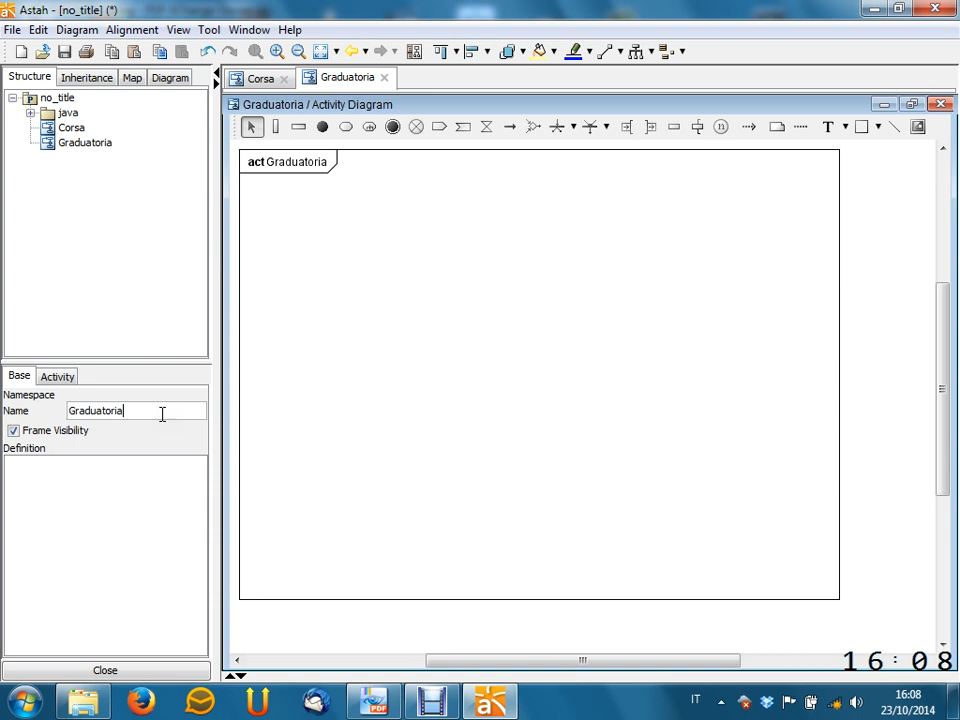 Astah - [no_title] (*)
File Edit Diagram Alignment View Tool Window Help
Structure Inheritance Map Diagram
Corsa Graduatoria
no_title
java
Corsa
Graduatoria
Graduatoria / Activity Diagram
T
act Graduatoria
Base Activity
Namespace
Name Graduatoria
Frame Visibility
Definition
Close
16:08
PDF
IT
16:08
23/10/2014